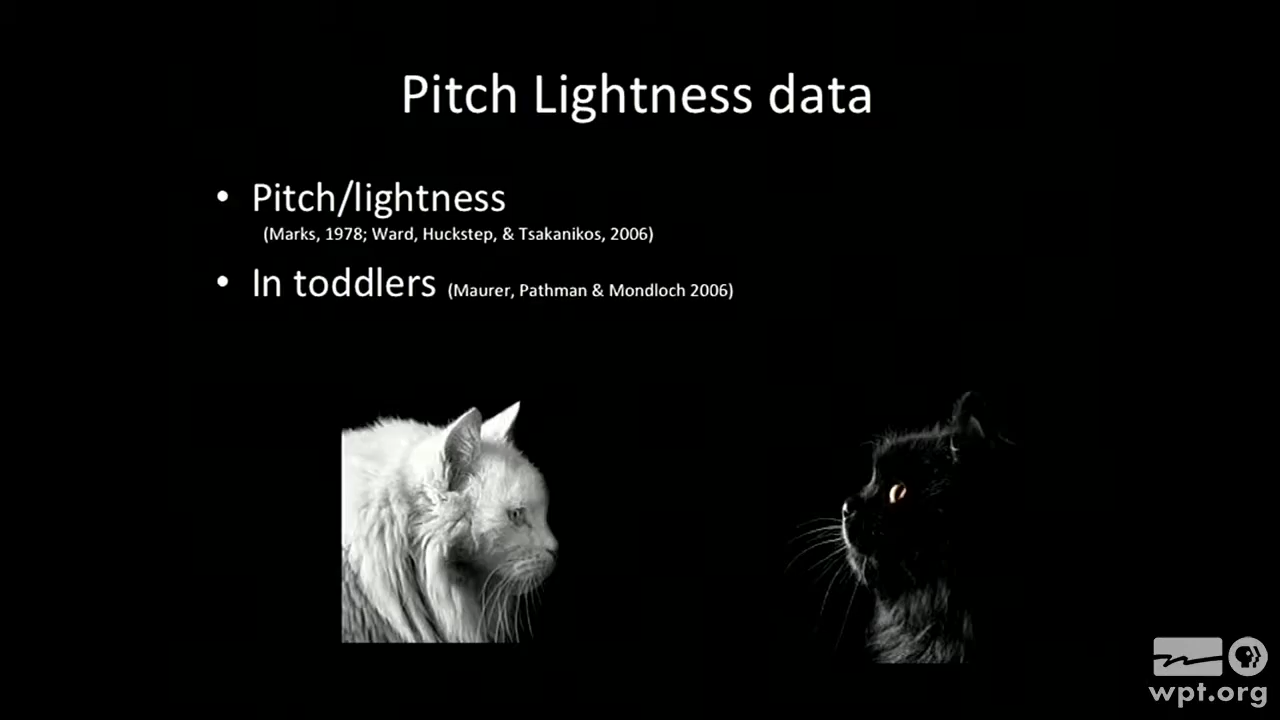 Pitch Lightness data
• Pitch/lightness
(Marks, 1978; Ward, Huckstep, & Tsakanikos, 2006)
• In toddlers (Maurer, Pathman & Mondloch 2006)
wpt.org